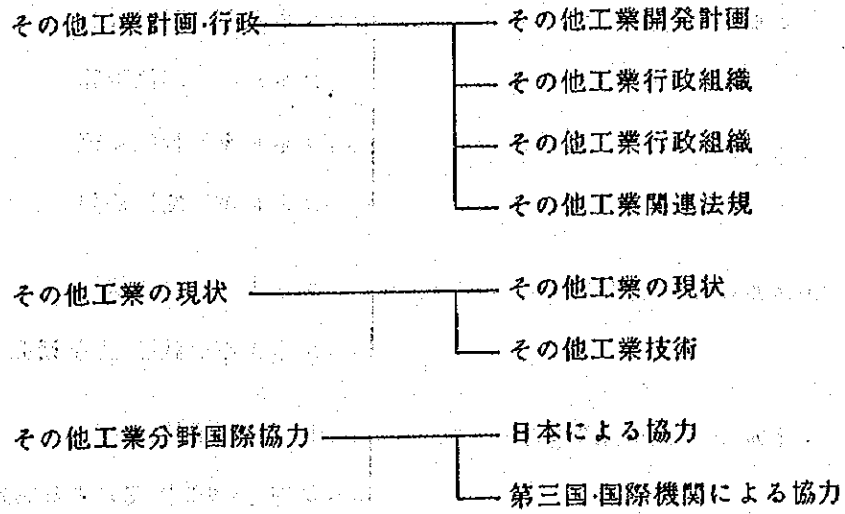 その他工業計画·行政
その他工業開発計画
その他工業行政組織
その他工業行政組織
その他工業関連法規
その他工業の現状
その他工業の現状
その他工業技術
その他工業分野国際協力
日本による協力
第三国·国際機関による協力